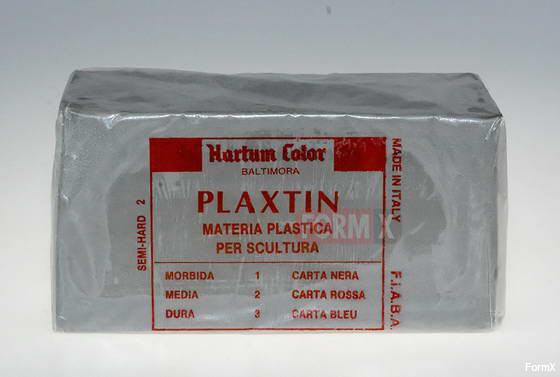 Hartum Color
BALTIMORA
PLAXTIN
MATERIA PLASTICA
PER SCULTURA
MORBIDA 1 CARTA NERA
MEDIA 2 CARTA ROSSA
DURA 3 CARTA BLEU
SEMI-HARD 2
MADE IN ITALY
F.i.A.B.A.
FORM X
FormX